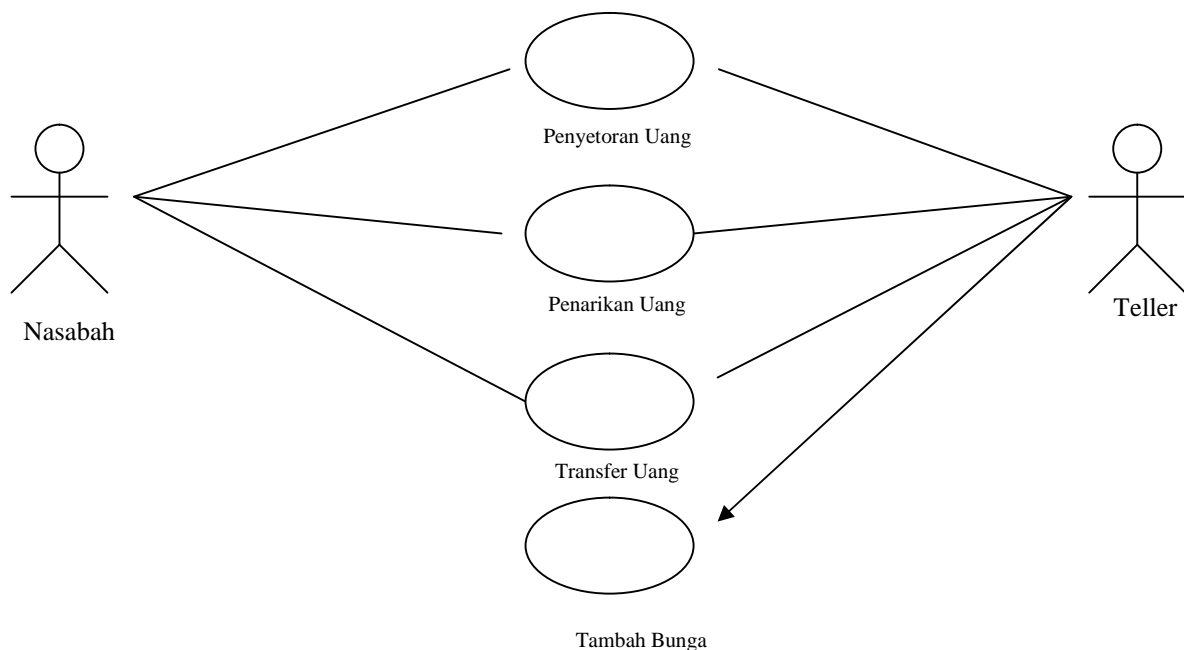 Penyetoran Uang
Penarikan Uang
Nasabah
Teller
Transfer Uang
Tambah Bunga